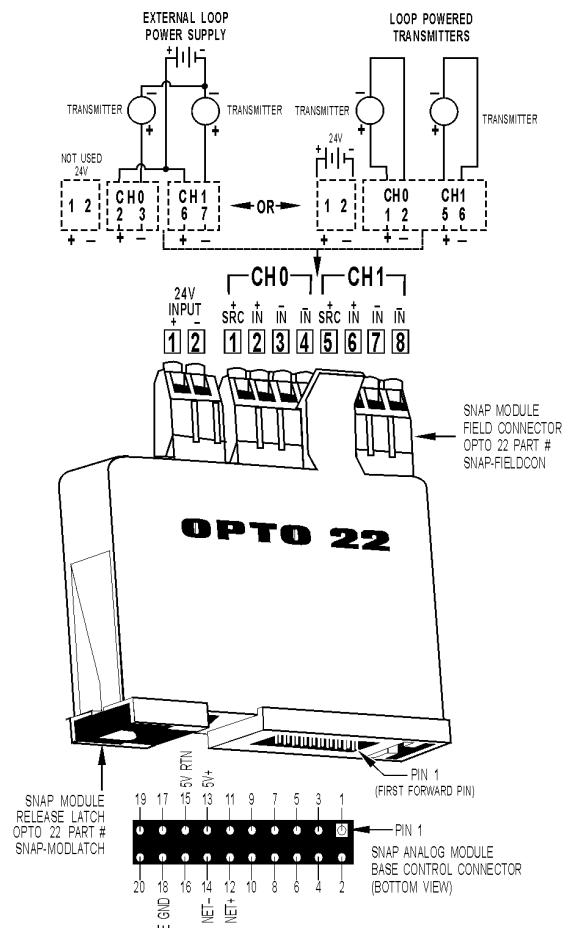 EXTERNAL LOOP
POWER SUPPLY
LOOP POWERED
TRANSMITTERS
+ -
TRANSMITTER
TRANSMITTER
TRANSMITTER
TRANSMITTER
- +
- +
- +
- +
NOT USED
24V
24V
+ -
1 2
CH0
2 3
CH1
6 7
OR
1 2
CH0
1 2
CH1
5 6
+ -
+ -
+ -
+ -
+ -
+ -
CH0
CH1
24V
INPUT
+ -
+ + - -
SRC IN IN IN
+ + - -
SRC IN IN IN
1 2
1 2 3 4 5 6 7 8
SNAP MODULE
FIELD CONNECTOR
OPTO 22 PART #
SNAP-FIELDCON
OPTO 22
PIN 1
(FIRST FORWARD PIN)
SNAP MODULE
RELEASE LATCH
OPTO 22 PART #
SNAP-MODLATCH
5V RTN
5V+
19 17 15 13 11 9 7 5 3 1
PIN 1
SNAP ANALOG MODULE
BASE CONTROL CONNECTOR
(BOTTOM VIEW)
20 18 16 14 12 10 8 6 4 2
GND
NET-
NET+